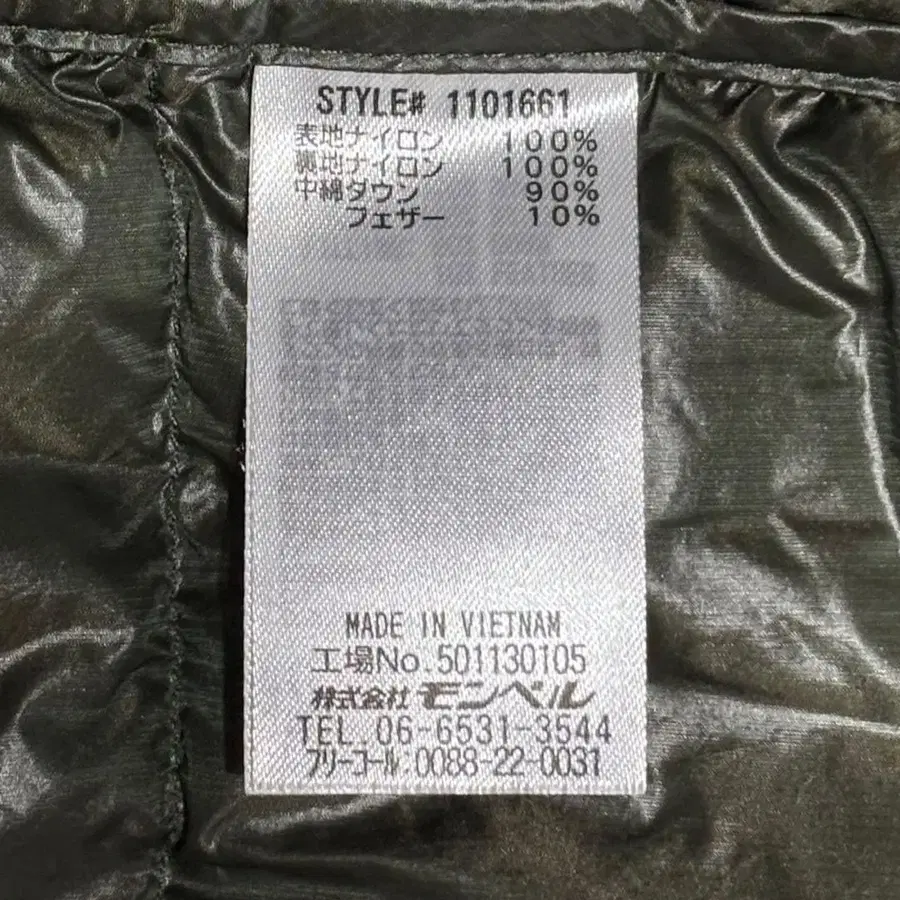 STYLE# 1101661
表地ナイロン 100%
裏地ナイロン 100%
中綿ダウン 90%
フェザー 10%
MADE IN VIETNAM
工場No.501130105
株式会社 モンベル
TEL. 06-6531-3544
フリーコール:0088-22-0031